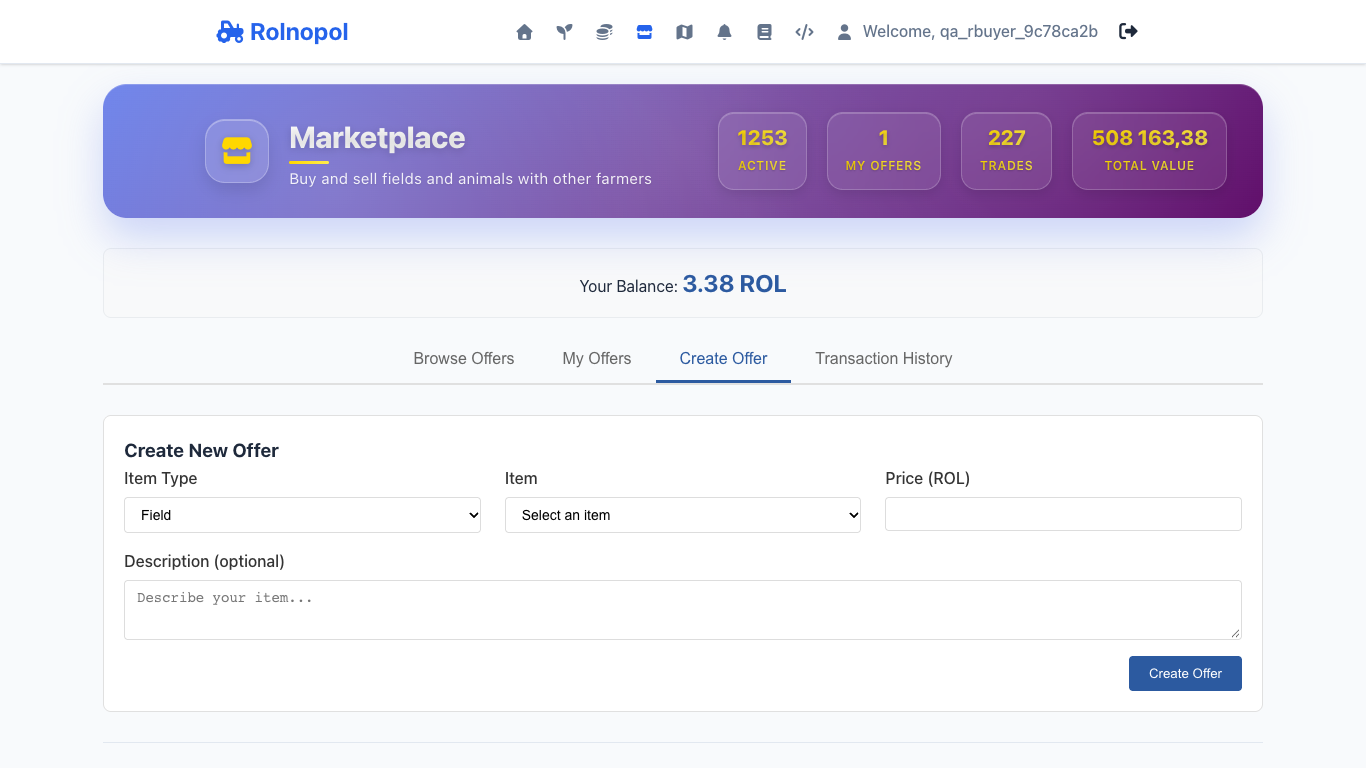 Rolnopol
Welcome, qa_rbuyer_9c78ca2b
Marketplace
Buy and sell fields and animals with other farmers
1253
ACTIVE
1
MY OFFERS
227
TRADES
508 163,38
TOTAL VALUE
Your Balance: 3.38 ROL
Browse Offers
My Offers
Create Offer
Transaction History
Create New Offer
Item Type
Item
Price (ROL)
Field
Select an item
Description (optional)
Describe your item...
Create Offer